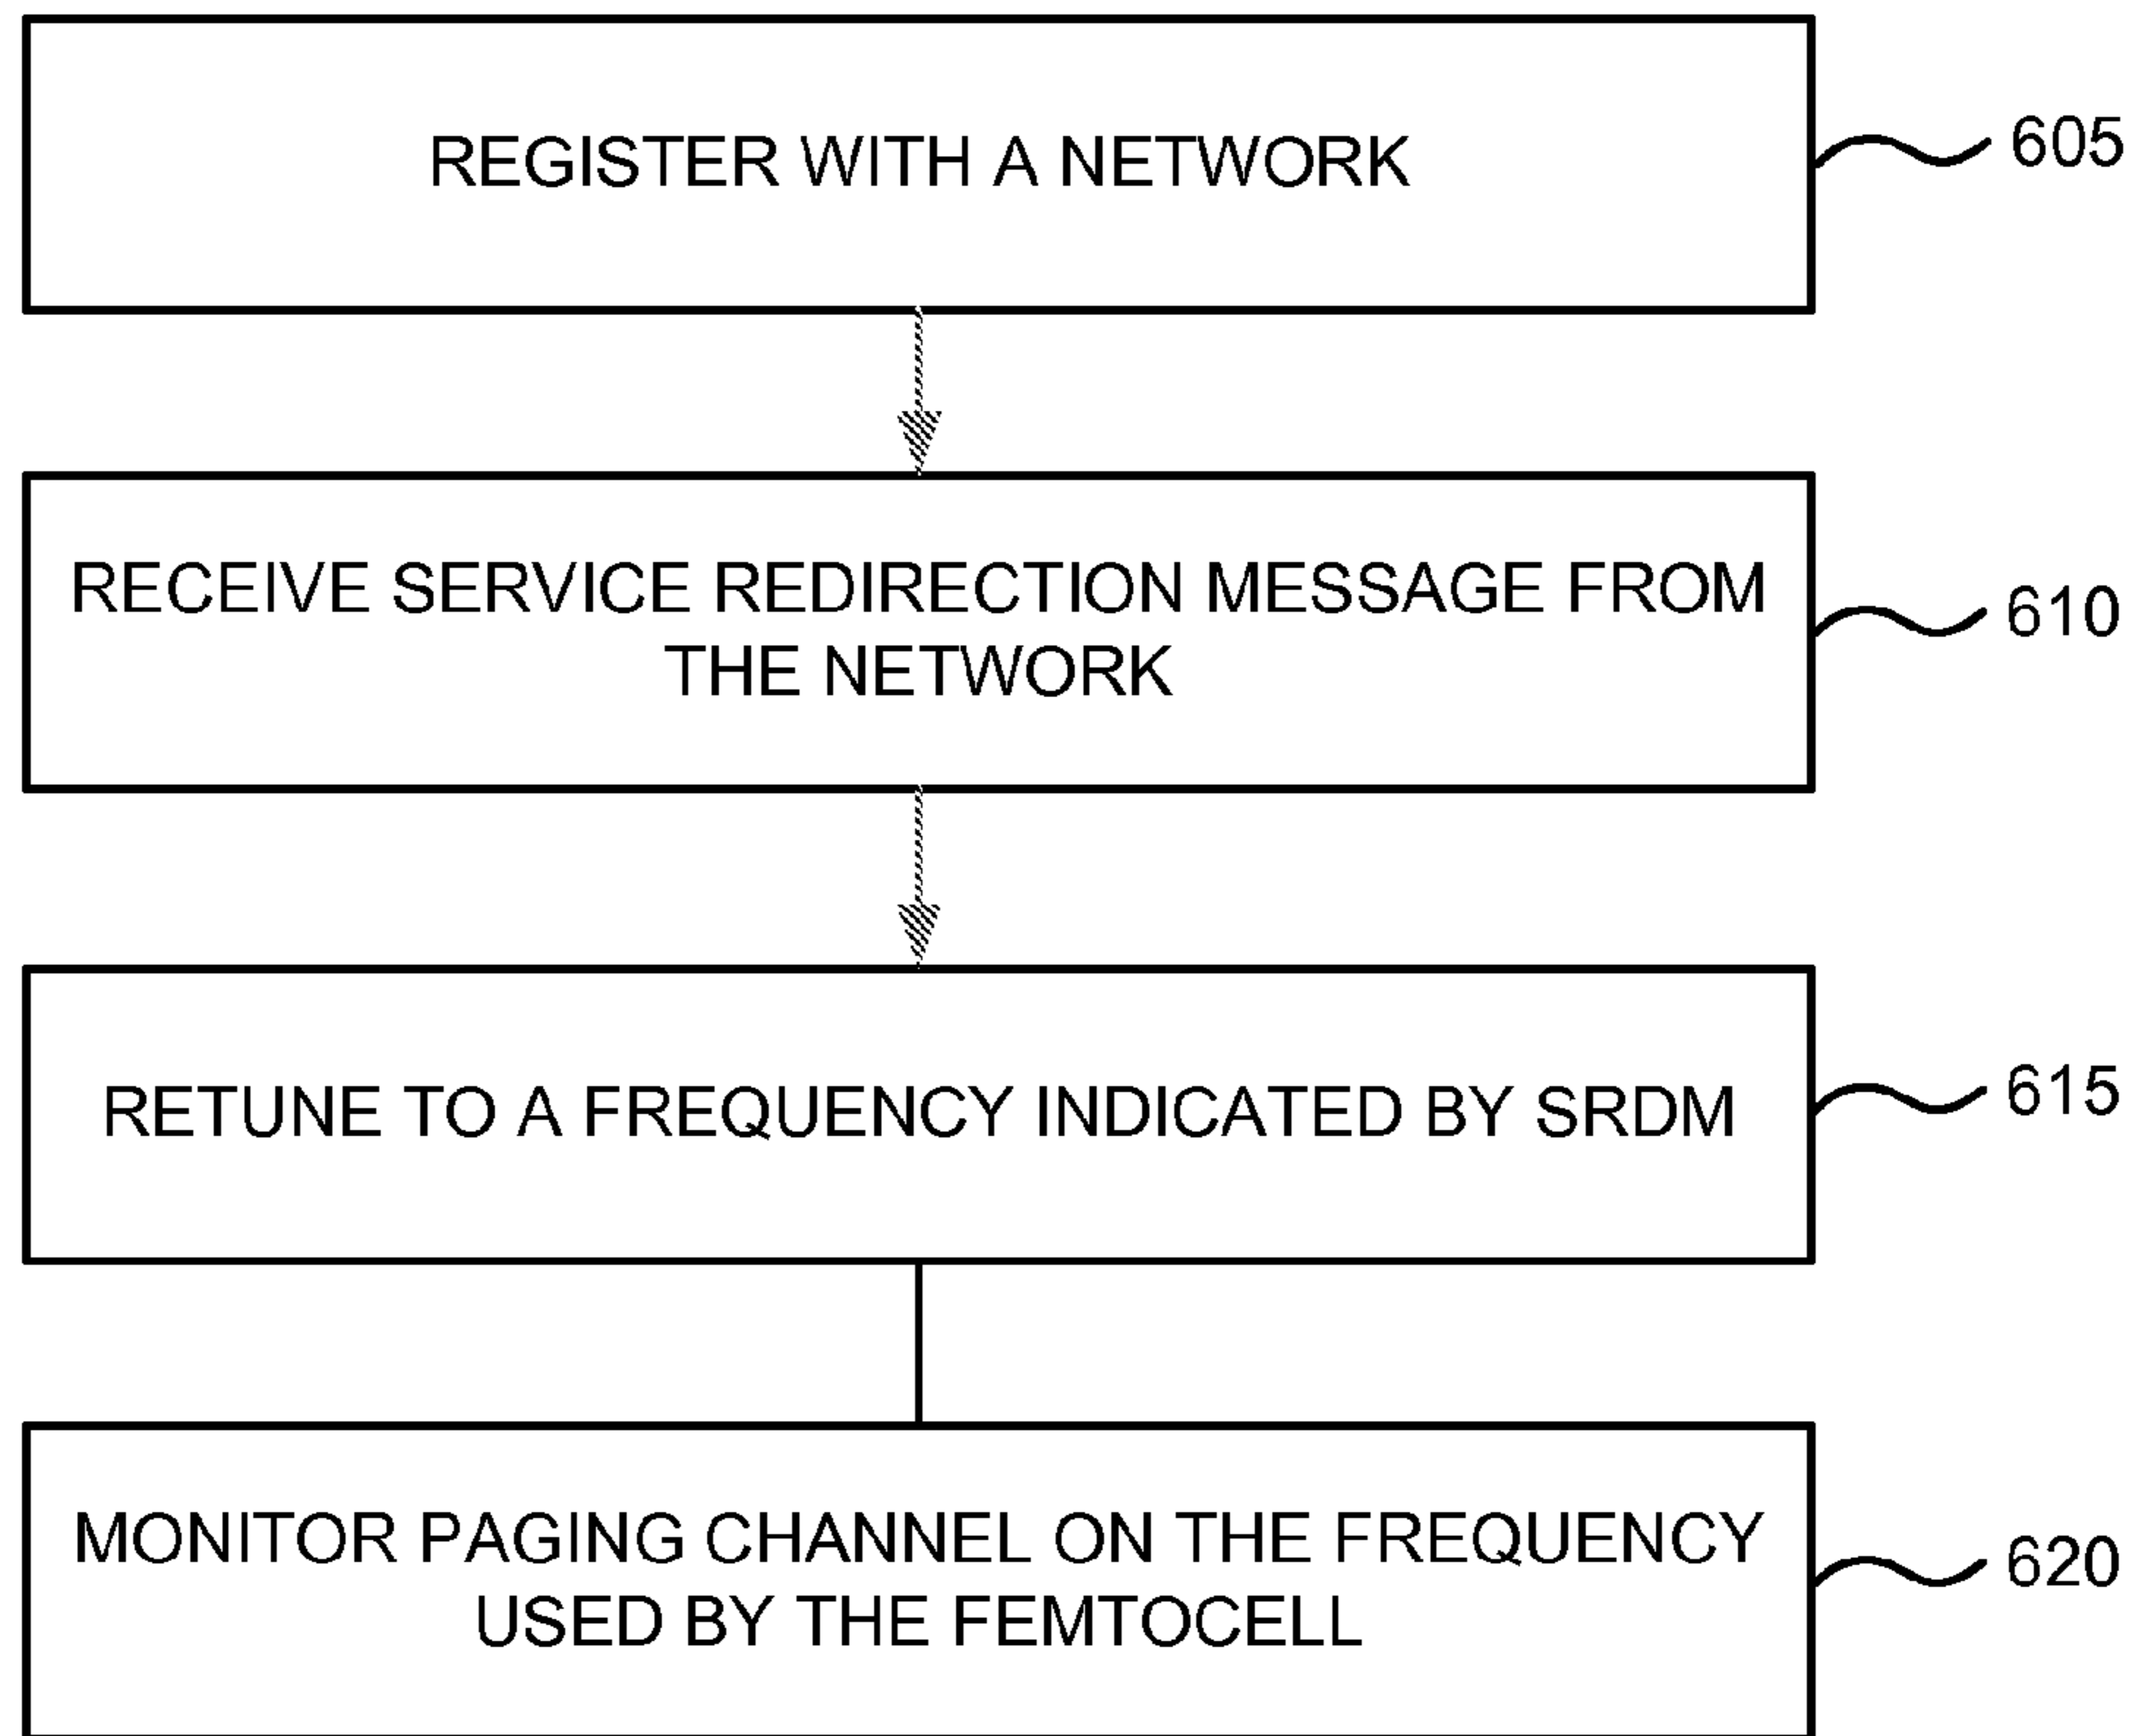 REGISTER WITH A NETWORK
605
RECEIVE SERVICE REDIRECTION MESSAGE FROM
THE NETWORK
610
RETUNE TO A FREQUENCY INDICATED BY SRDM
615
MONITOR PAGING CHANNEL ON THE FREQUENCY
USED BY THE FEMTOCELL
620